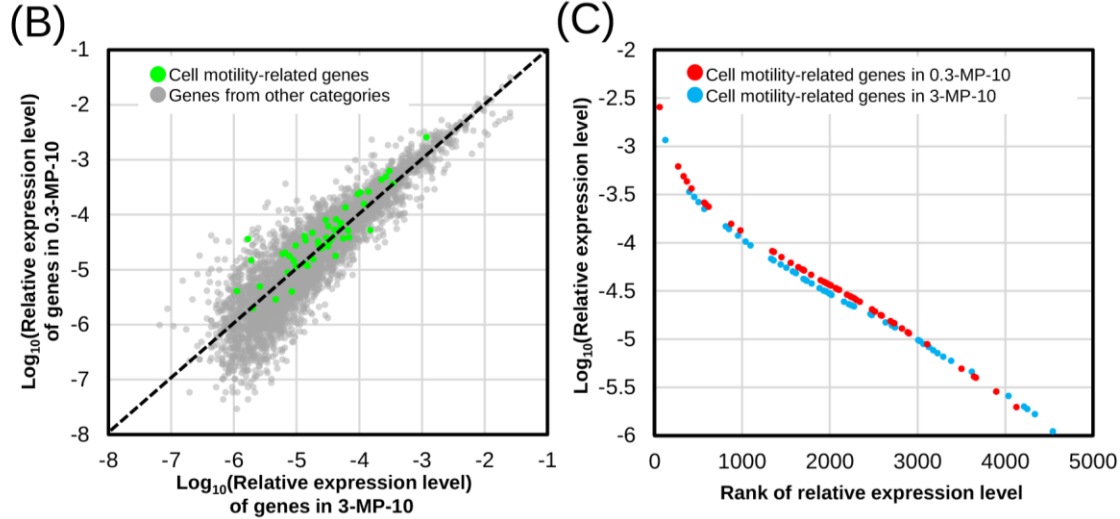 (B)
Log10(Relative expression level)
of genes in 0.3-MP-10
-1
-2
-3
-4
-5
-6
-7
-8
Cell motility-related genes
Genes from other categories
-8 -7 -6 -5 -4 -3 -2 -1
Log10(Relative expression level)
of genes in 3-MP-10
(C)
Log10(Relative expression level)
-2
-2.5
-3
-3.5
-4
-4.5
-5
-5.5
-6
Cell motility-related genes in 0.3-MP-10
Cell motility-related genes in 3-MP-10
0 1000 2000 3000 4000 5000
Rank of relative expression level